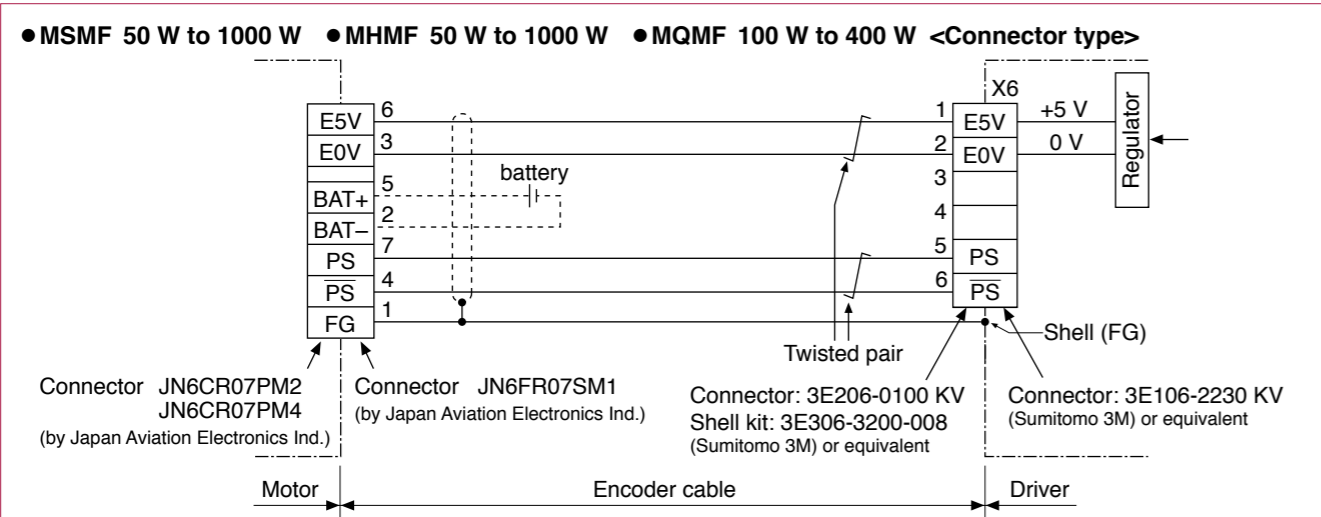 ●MSMF 50 W to 1000 W ●MHMF 50 W to 1000 W ●MQMF 100 W to 400 W <Connector type>
X6
E5V 6 1 E5V +5 V
E0V 3 2 E0V 0 V
Regulator
battery
3
BAT+ 5
4
BAT– 2
PS 7 5 PS
P̅S̅ 4 6 P̅S̅
FG 1
Shell (FG)
Twisted pair
Connector JN6CR07PM2
JN6CR07PM4
(by Japan Aviation Electronics Ind.)
Connector JN6FR07SM1
(by Japan Aviation Electronics Ind.)
Connector: 3E206-0100 KV
Shell kit: 3E306-3200-008
(Sumitomo 3M) or equivalent
Connector: 3E106-2230 KV
(Sumitomo 3M) or equivalent
Motor Encoder cable Driver